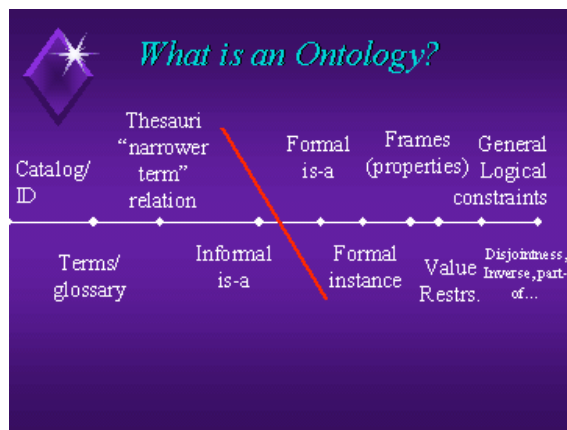 What is an Ontology?
Thesauri
“narrower
term”
relation
Formal
is-a
Frames
(properties)
General
Logical
constraints
Catalog/
ID
Terms/
glossary
Informal
is-a
Formal
instance
Value
Restrs.
Disjointness,
Inverse,part-
of...